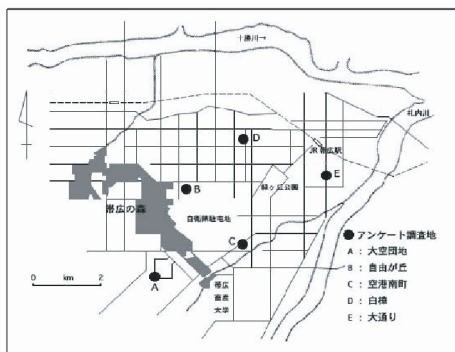 十勝川→
札内川
D
JR 帯広駅
E
B
緑ヶ丘公園
帯広の森
自衛隊駐屯地
C
アンケート調査地
A : 大空団地
B : 自由が丘
C : 空港南町
D : 白樺
E : 大通り
0 2
km
A
帯広
畜産
大学